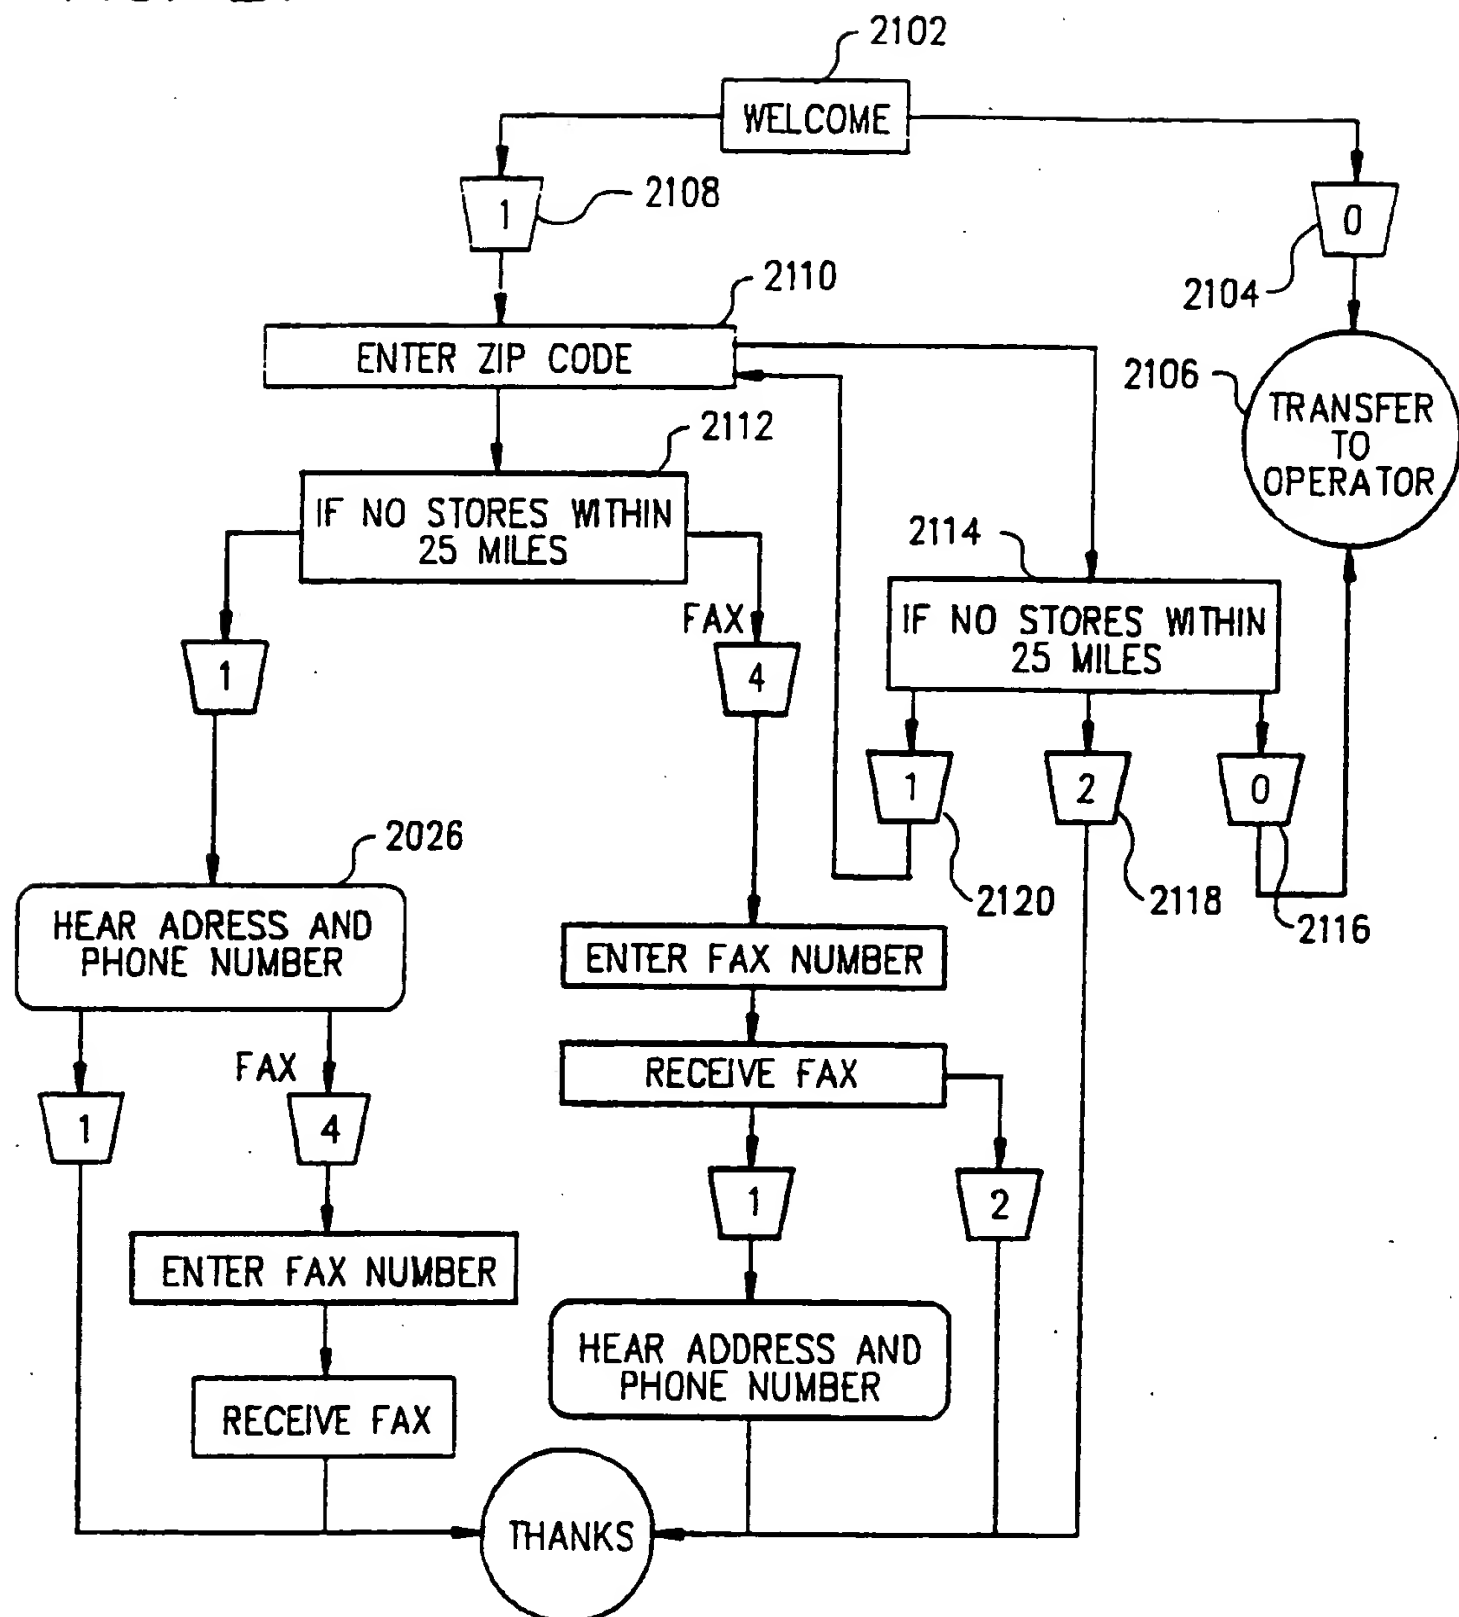 2102
WELCOME
1
2108
0
2104
2110
ENTER ZIP CODE
2106
TRANSFER
TO
OPERATOR
2112
IF NO STORES WITHIN
25 MILES
2114
IF NO STORES WITHIN
25 MILES
1
FAX
4
1
2
0
2120
2118
2116
2026
HEAR ADRESS AND
PHONE NUMBER
ENTER FAX NUMBER
RECEIVE FAX
FAX
1
4
1
2
ENTER FAX NUMBER
HEAR ADDRESS AND
PHONE NUMBER
RECEIVE FAX
THANKS